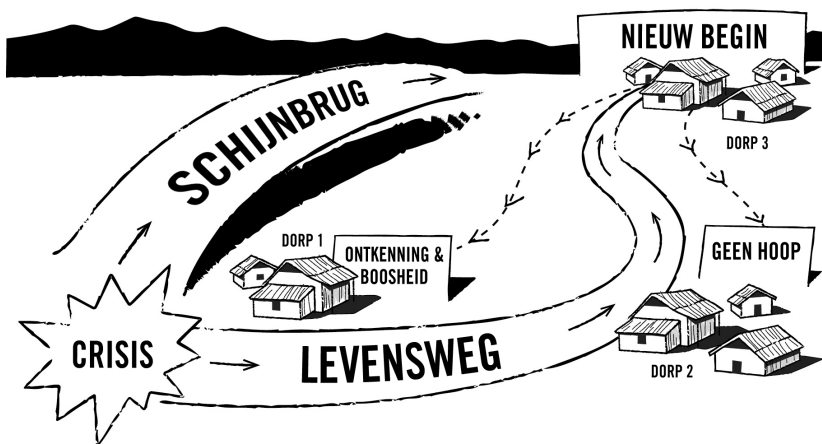 NIEUW BEGIN
SCHIJNBRUG
DORP 3
DORP 1
ONTKENNING &
BOOSHEID
GEEN HOOP
CRISIS
LEVENSWEG
DORP 2